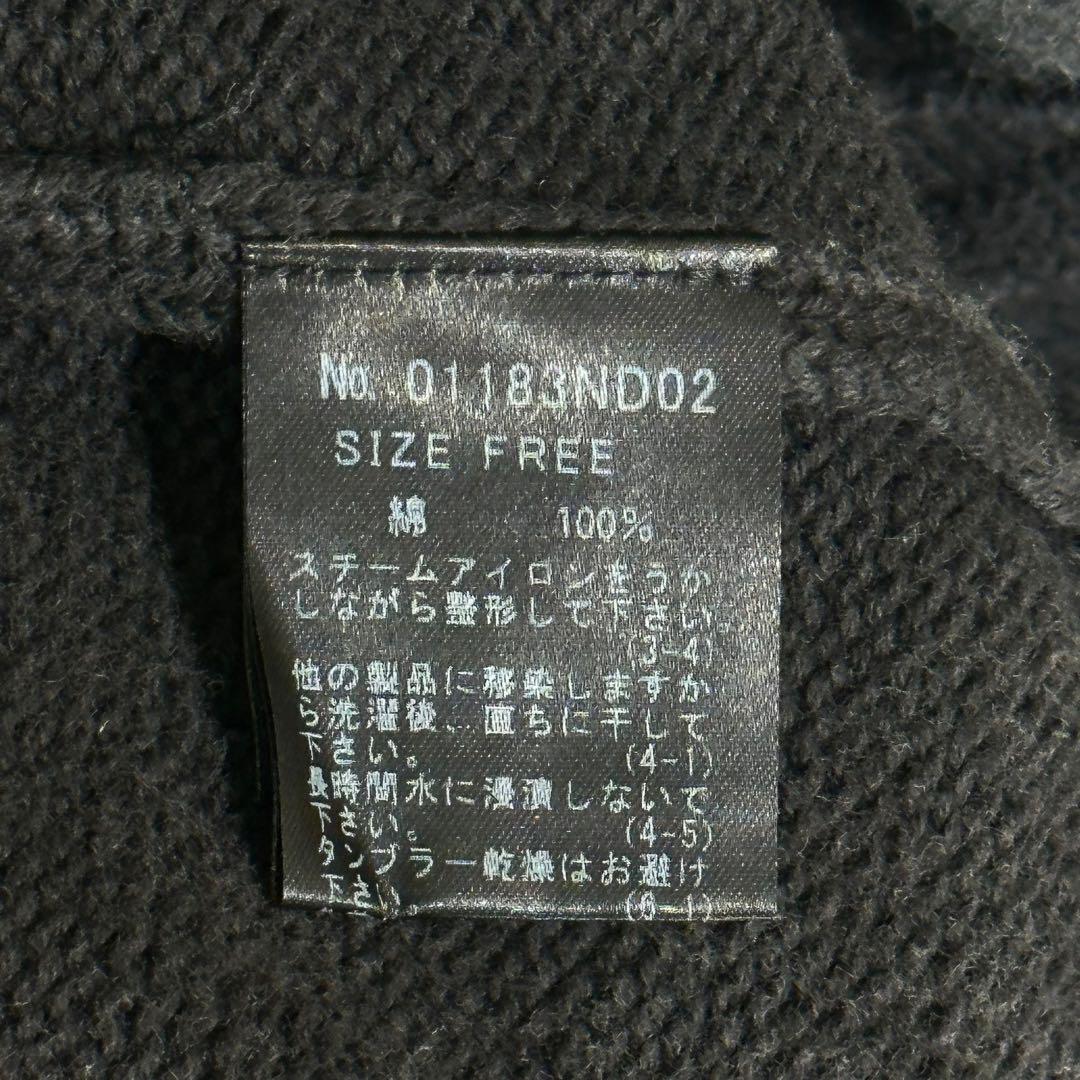 No. 01183ND02
SIZE FREE
綿 100%
スチームアイロンをうか
しながら整形して下さい。
(3-4)
他の製品に移染しますか
ら洗濯後、直ちに干して
下さい。 (4-1)
長時間水に浸漬しないで
下さい。 (4-5)
タンブラー乾燥はお避け
下さい